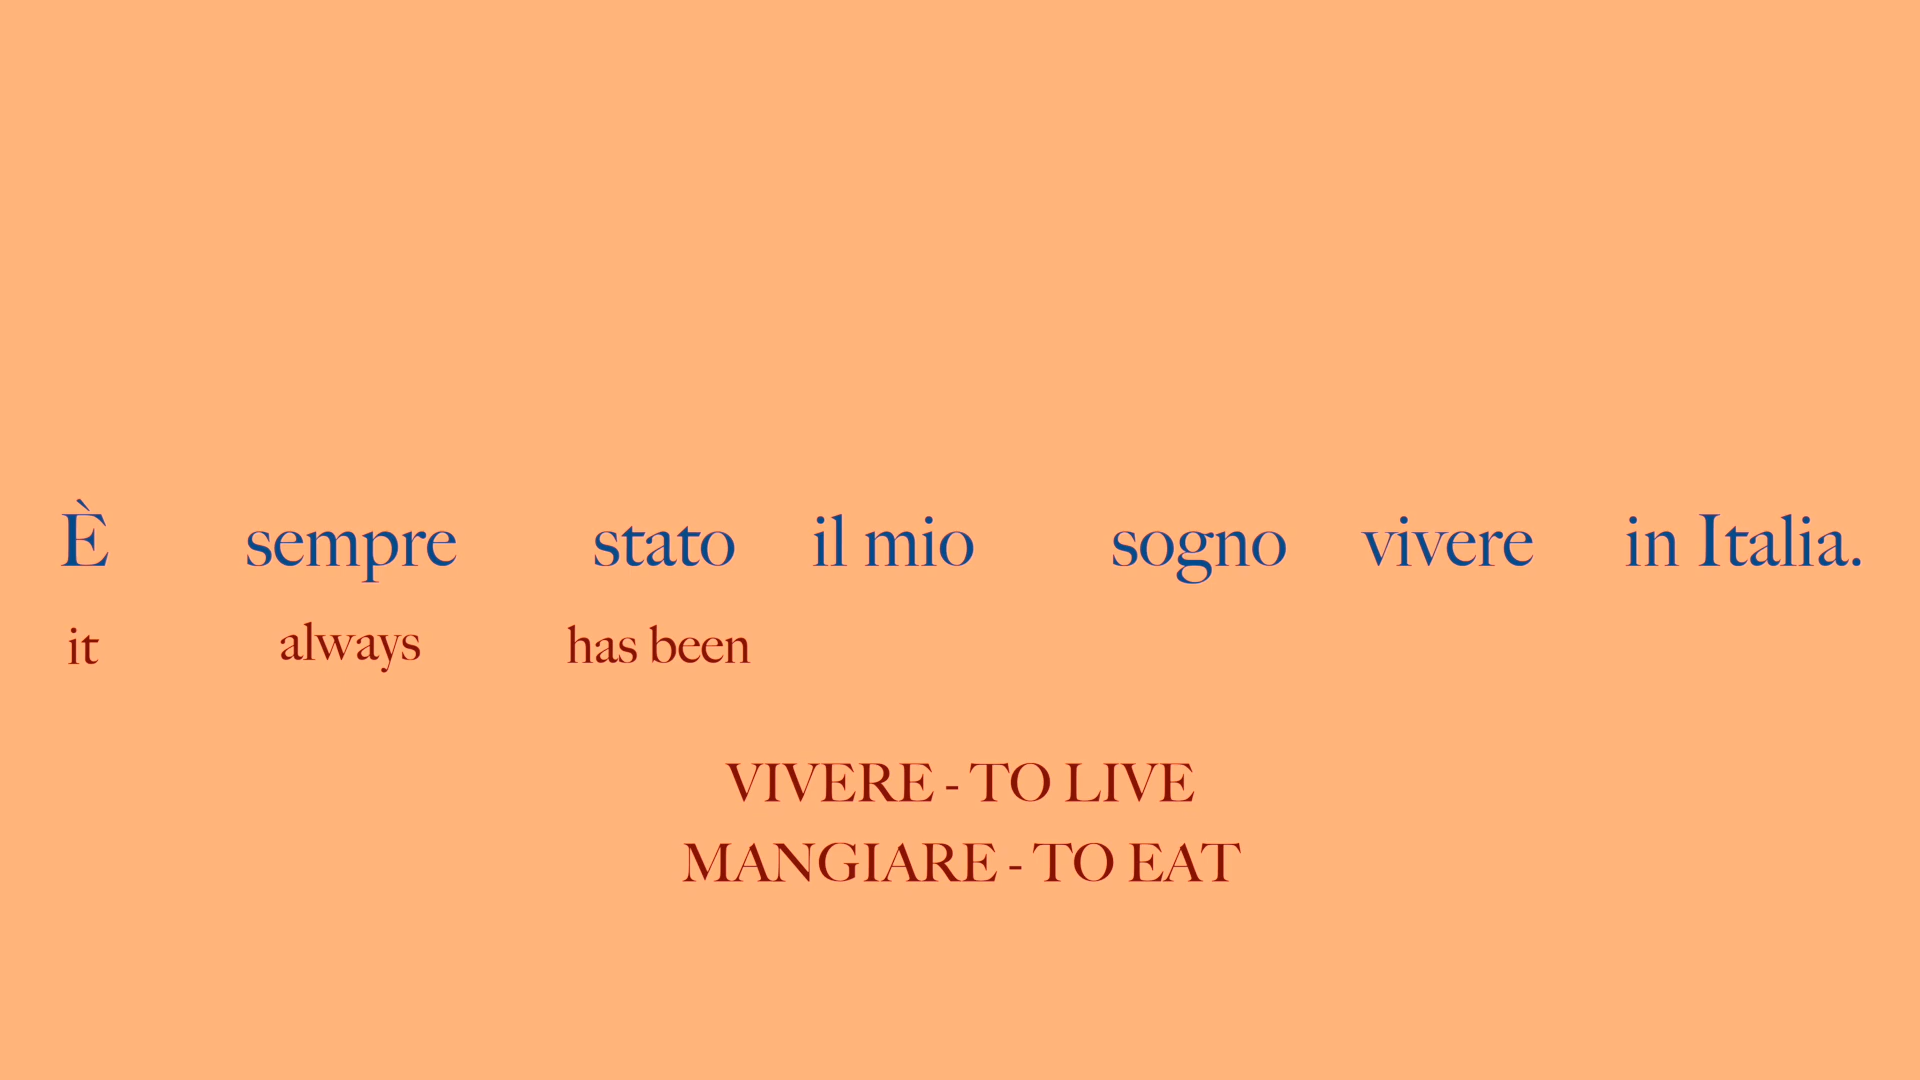 È sempre stato il mio sogno vivere in Italia.
it always has been
VIVERE - TO LIVE
MANGIARE - TO EAT